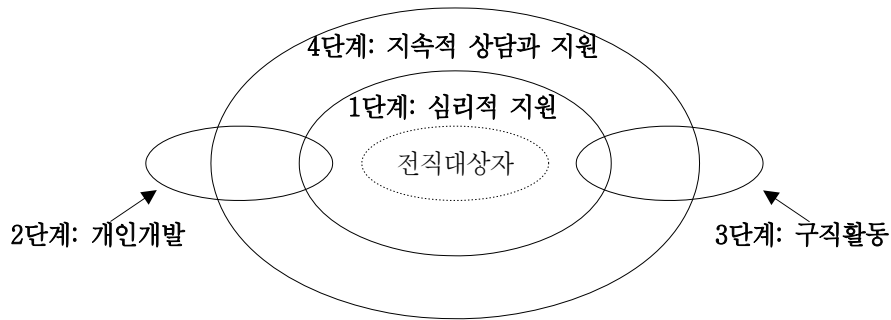 4단계: 지속적 상담과 지원
1단계: 심리적 지원
전직대상자
2단계: 개인개발
3단계: 구직활동